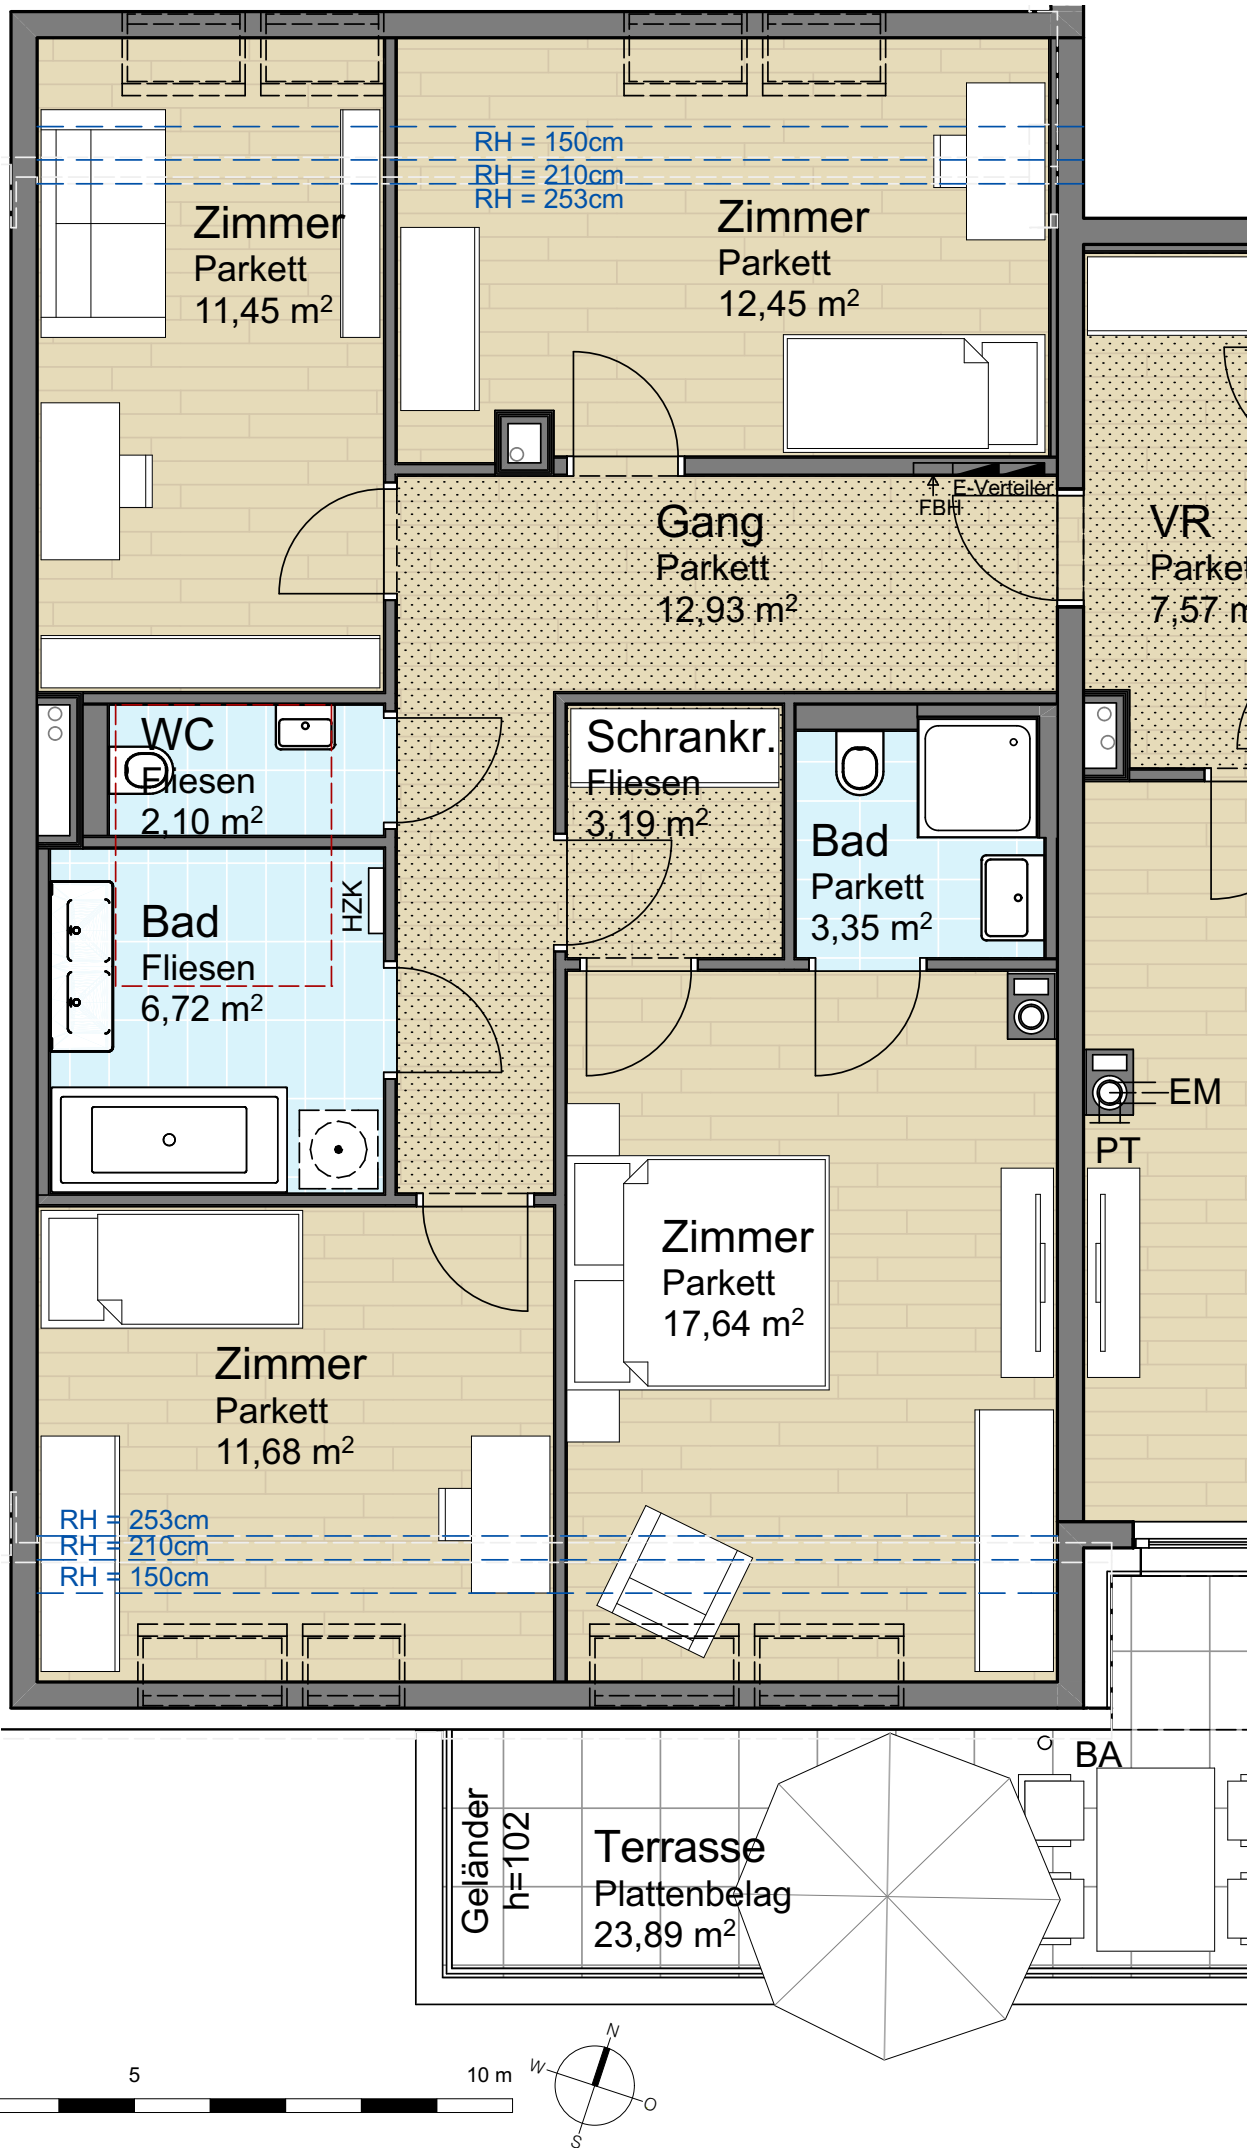 RH = 150cm
RH = 210cm
RH = 253cm
Zimmer
Parkett
11,45 m²
Zimmer
Parkett
12,45 m²
E-Verteiler
FBH
Gang
Parkett
12,93 m²
VR
Parket
7,57 m
WC
Fliesen
2,10 m²
Schrankr.
Fliesen
3,19 m²
Bad
Parkett
3,35 m²
HZK
Bad
Fliesen
6,72 m²
EM
PT
Zimmer
Parkett
17,64 m²
Zimmer
Parkett
11,68 m²
RH = 253cm
RH = 210cm
RH = 150cm
BA
Geländer
h=102
Terrasse
Plattenbelag
23,89 m²
5
10 m
N
W
O
S